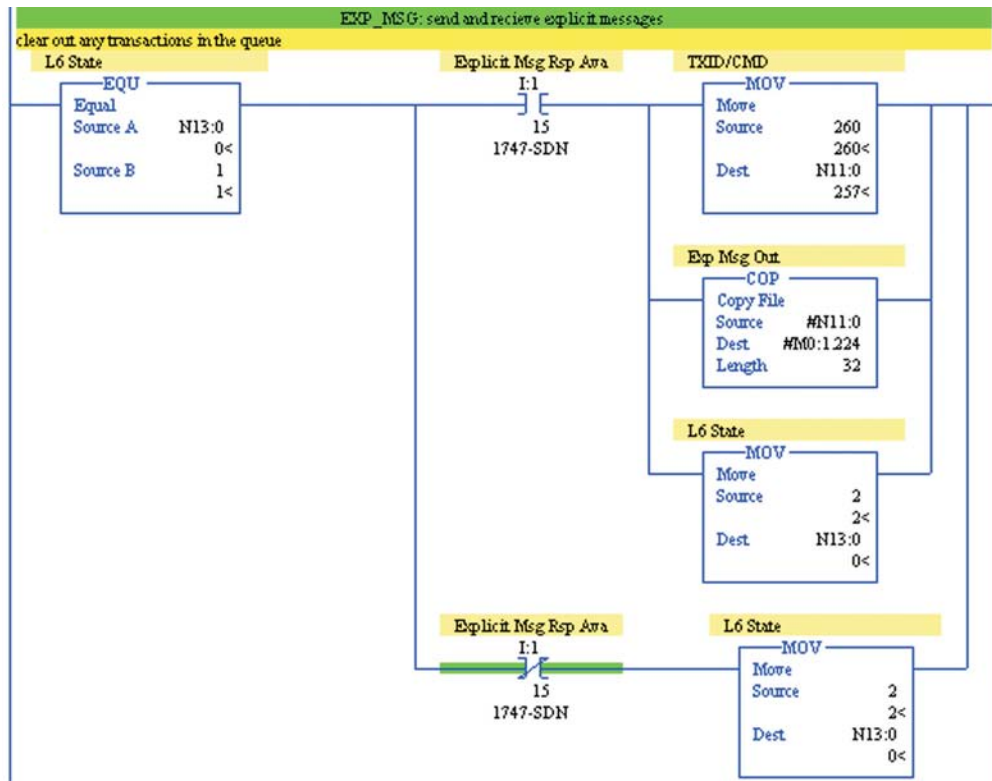 EXP_MSG: send and recieve explicit messages
clear out any transactions in the queue
L6 State
EQU
Equal
Source A N13:0
0<
Source B 1
1<
Explicit Msg Rsp Ava
I:1
15
1747-SDN
TXID/CMD
MOV
Move
Source 260
260<
Dest N11:0
257<
Exp Msg Out
COP
Copy File
Source #N11:0
Dest #M0:1.224
Length 32
L6 State
MOV
Move
Source 2
2<
Dest N13:0
0<
Explicit Msg Rsp Ava
I:1
15
1747-SDN
L6 State
MOV
Move
Source 2
2<
Dest N13:0
0<